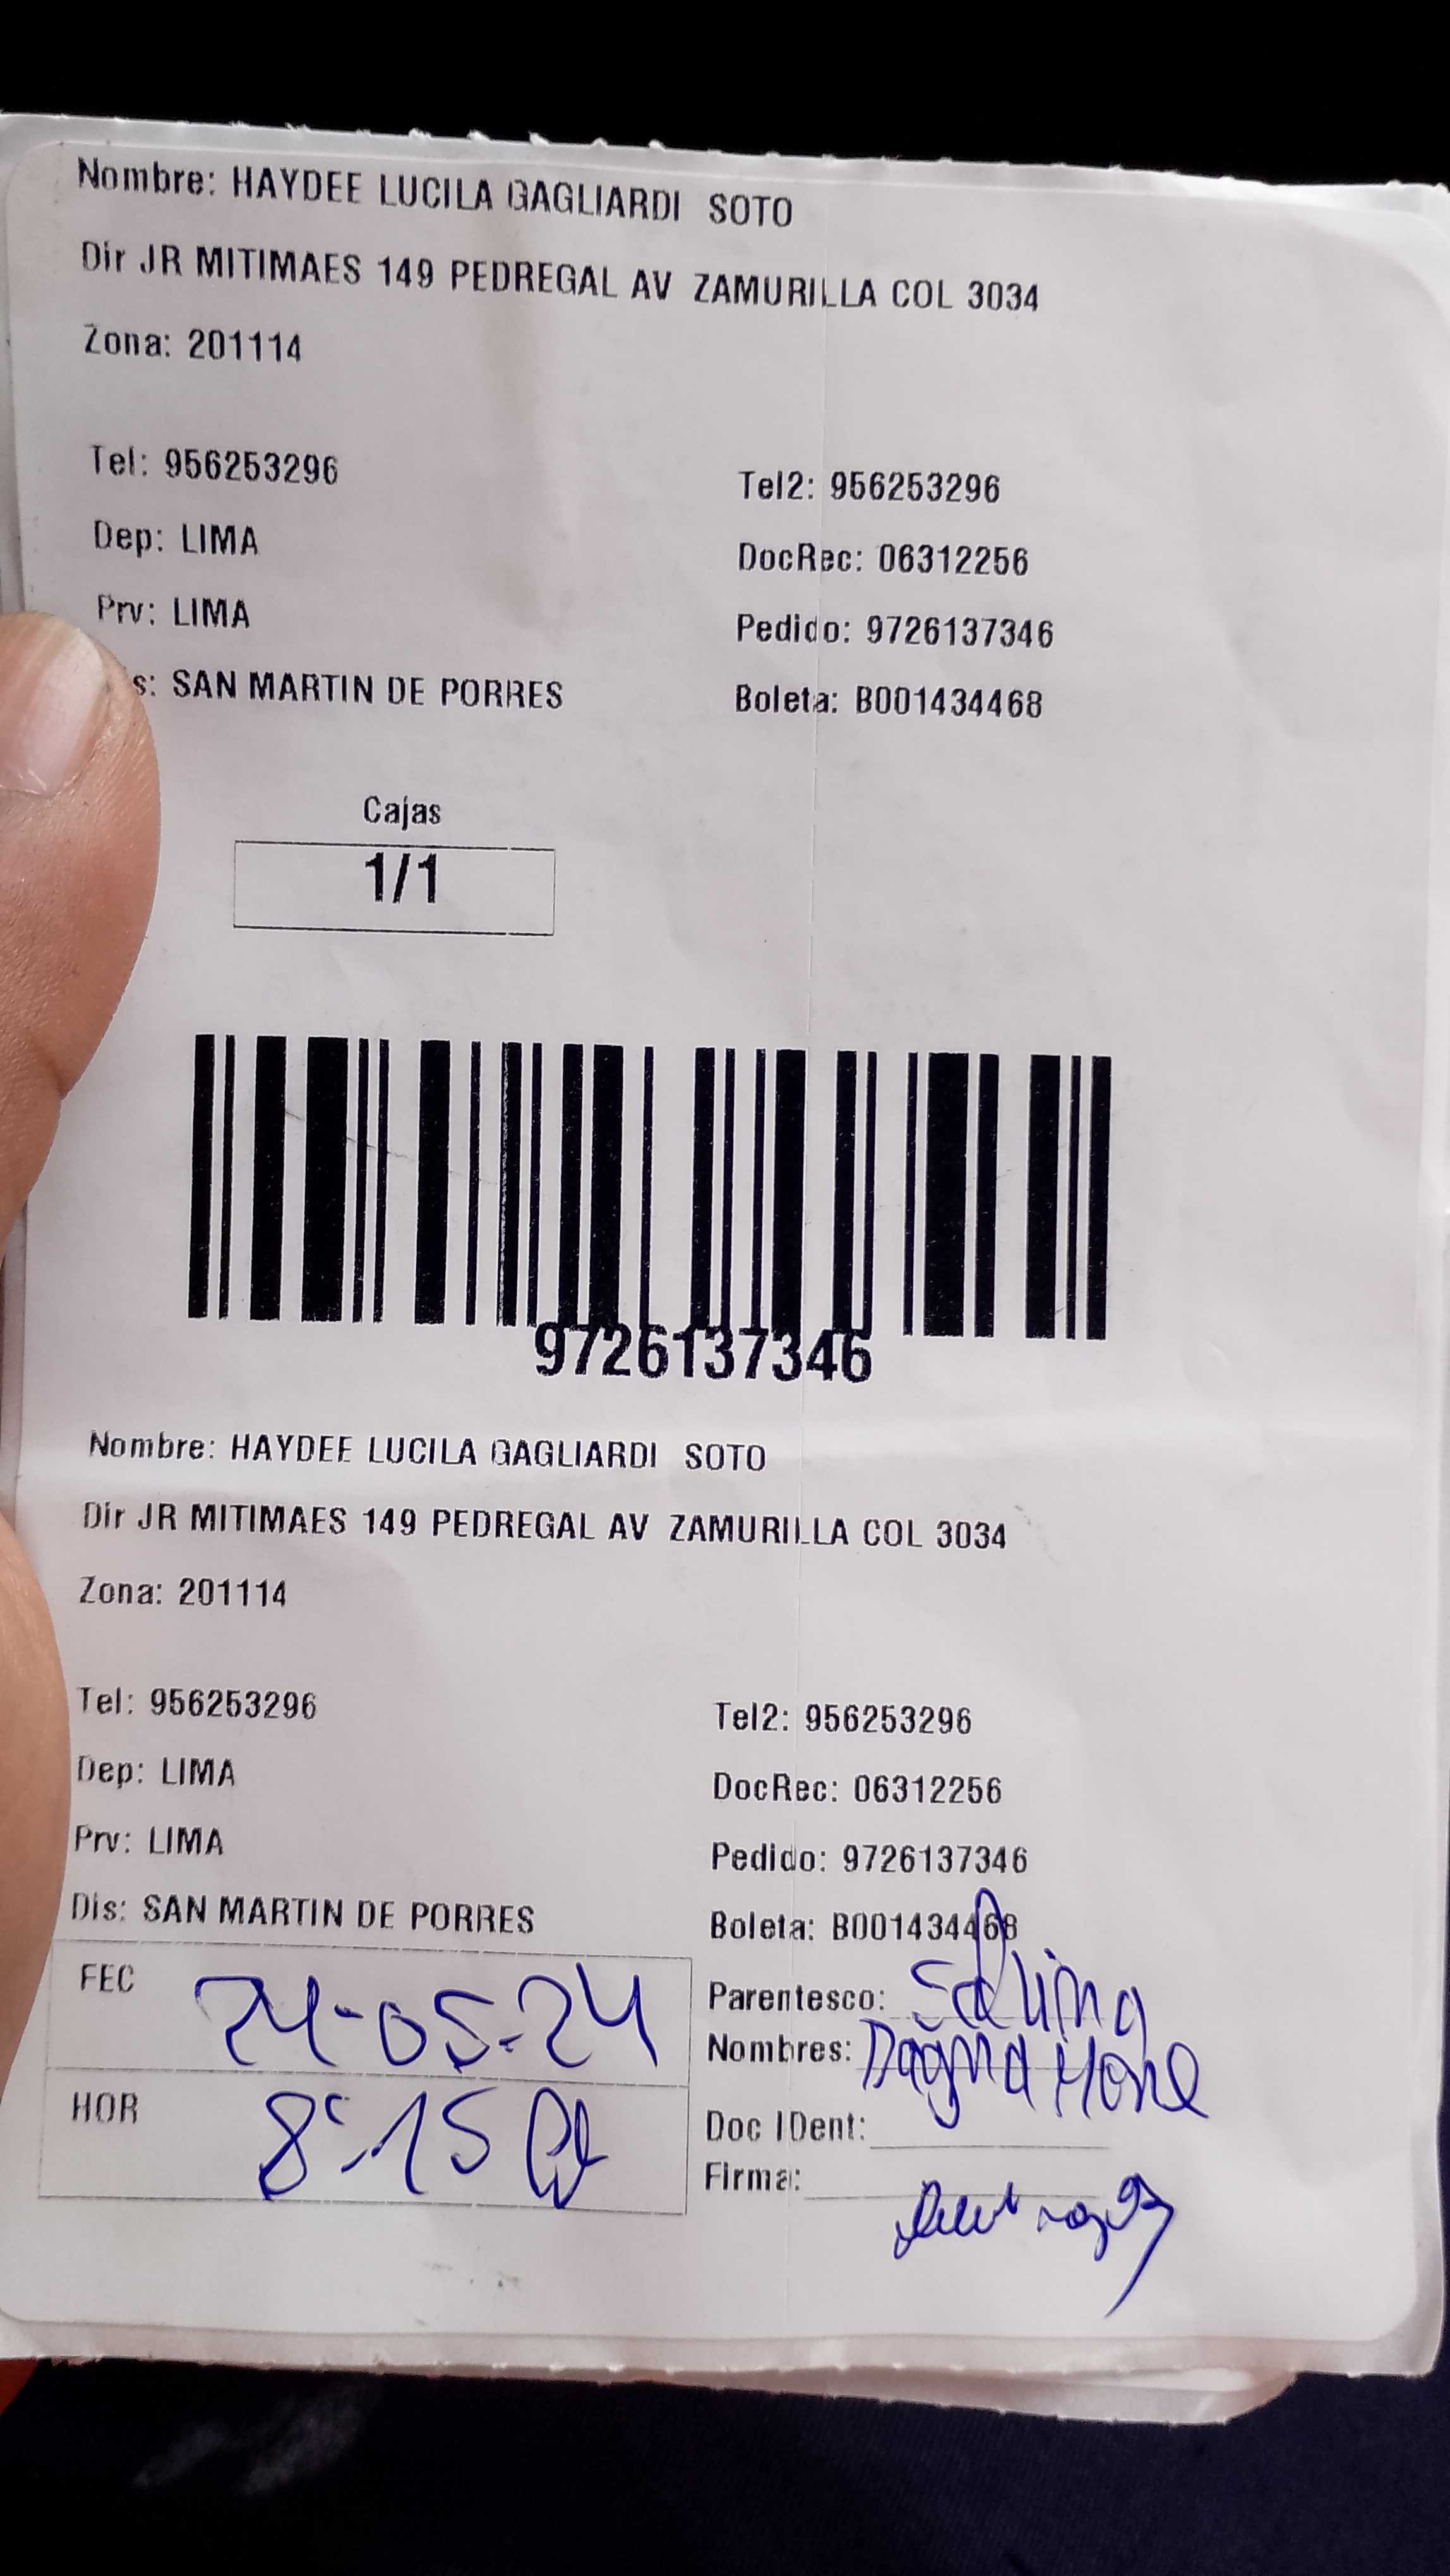 Nombre: HAYDEE LUCILA GAGLIARDI SOTO
Dir JR MITIMAES 149 PEDREGAL AV ZAMURILLA COL 3034
Zona: 201114
Tel: 956253296
Tel2: 956253296
Dep: LIMA
DocRec: 06312256
Prv: LIMA
Pedido: 9726137346
s: SAN MARTIN DE PORRES
Boleta: B001434468
Cajas
1/1
9726137346
Nombre: HAYDEE LUCILA GAGLIARDI SOTO
Dir JR MITIMAES 149 PEDREGAL AV ZAMURILLA COL 3034
Zona: 201114
Tel: 956253296
Tel2: 956253296
Dep: LIMA
DocRec: 06312256
Prv: LIMA
Pedido: 9726137346
Dis: SAN MARTIN DE PORRES
Boleta: B001434468
FEC 24-05-24
Parentesco:
Nombres:
HOR 8:15
Doc IDent:
Firma: